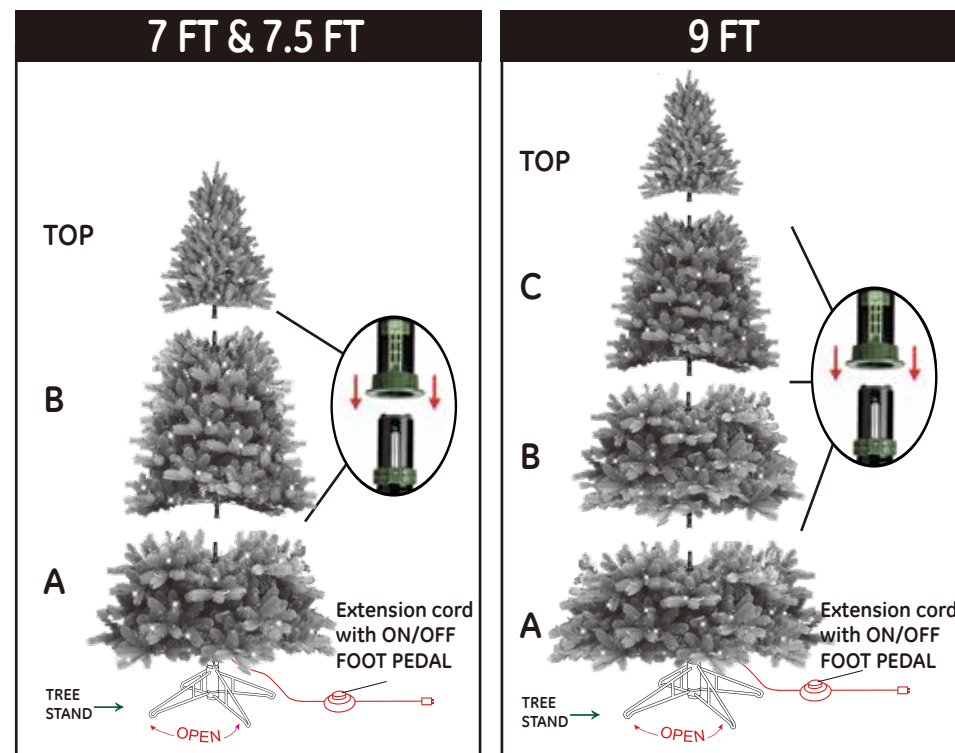 7 FT & 7.5 FT
TOP
B
A
Extension cord
with ON/OFF
FOOT PEDAL
TREE
STAND
OPEN
9 FT
TOP
C
B
A
Extension cord
with ON/OFF
FOOT PEDAL
TREE
STAND
OPEN